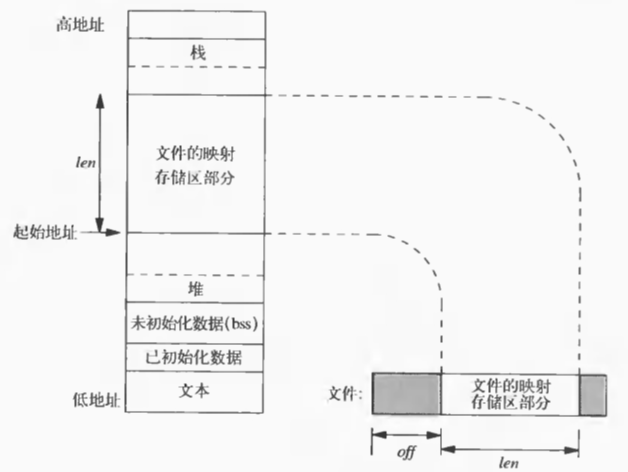 高地址
栈
len
文件的映射
存储区部分
起始地址
堆
未初始化数据(bss)
已初始化数据
低地址
文本
文件:
文件的映射
存储区部分
off
len